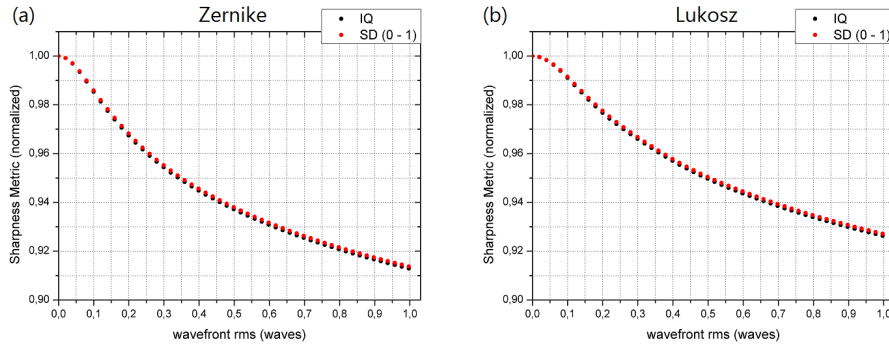 (a)
Zernike
IQ
SD (0 - 1)
1,00
0,98
0,96
0,94
0,92
0,90
Sharpness Metric (normalized)
0,0 0,1 0,2 0,3 0,4 0,5 0,6 0,7 0,8 0,9 1,0
wavefront rms (waves)
(b)
Lukosz
IQ
SD (0 - 1)
1,00
0,98
0,96
0,94
0,92
0,90
Sharpness Metric (normalized)
0,0 0,1 0,2 0,3 0,4 0,5 0,6 0,7 0,8 0,9 1,0
wavefront rms (waves)